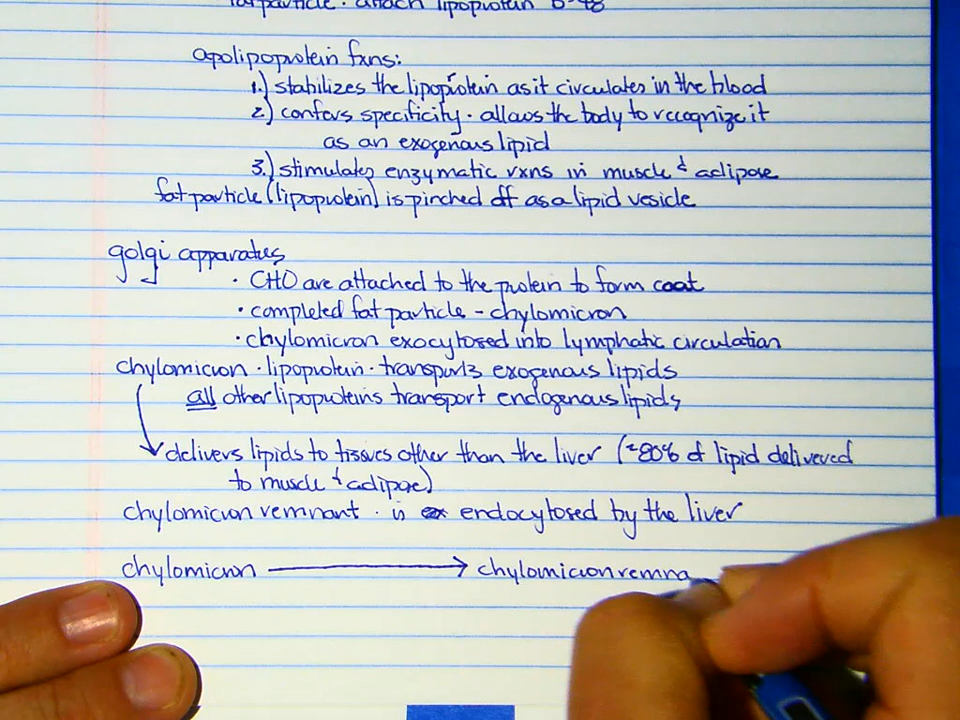 fat particle · attach lipoprotein B-48
apolipoprotein fxns:
1.) stabilizes the lipoprotein as it circulates in the blood
2.) confers specificity · allows the body to recognize it
as an exogenous lipid
3.) stimulates enzymatic rxns in muscle & adipose
fat particle (lipoprotein) is pinched off as a lipid vesicle
golgi apparatus
· CHO are attached to the protein to form coat
· completed fat particle - chylomicron
· chylomicron exocytosed into lymphatic circulation
chylomicron · lipoprotein · transports exogenous lipids
all other lipoproteins transport endogenous lipids
delivers lipids to tissues other than the liver (~80% of lipid delivered
to muscle & adipose)
chylomicron remnant · is endocytosed by the liver
chylomicron → chylomicron remna